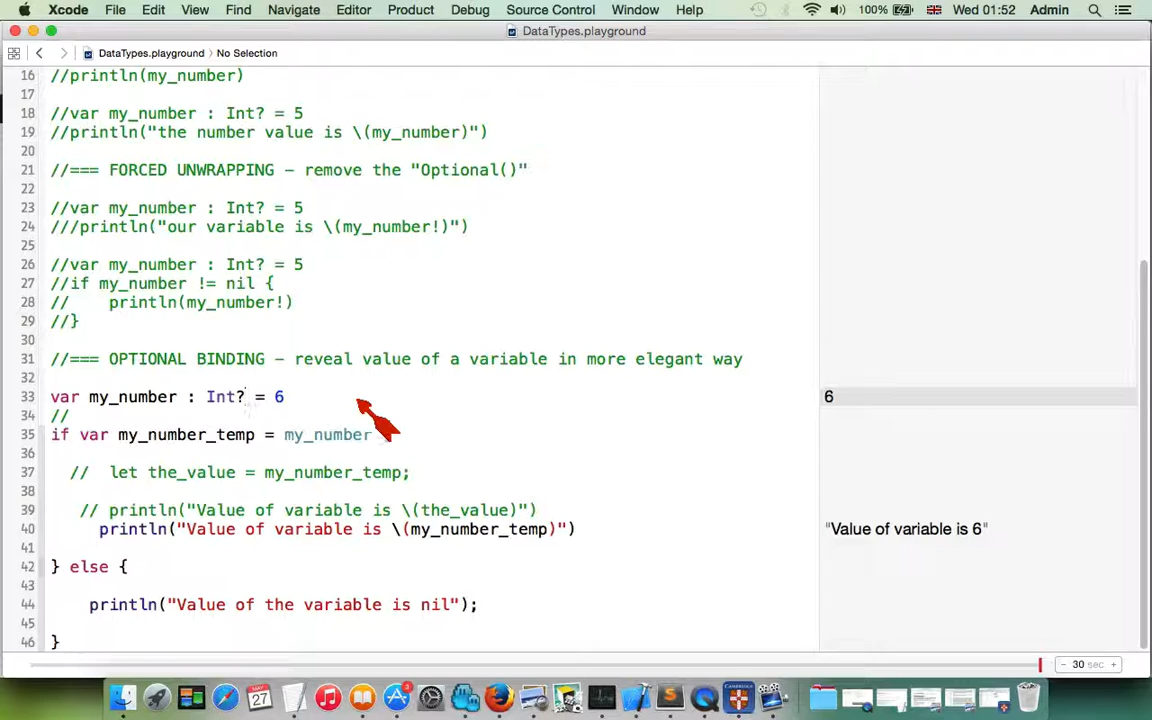 Xcode File Edit View Find Navigate Editor Product Debug Source Control Window Help 100% Wed 01:52 Admin
DataTypes.playground
DataTypes.playground No Selection
16 //println(my_number)
17
18 //var my_number : Int? = 5
19 //println("the number value is \(my_number)")
20
21 //=== FORCED UNWRAPPING - remove the "Optional()"
22
23 //var my_number : Int? = 5
24 ///println("our variable is \(my_number!)")
25
26 //var my_number : Int? = 5
27 //if my_number != nil {
28 //    println(my_number!)
29 //}
30
31 //=== OPTIONAL BINDING - reveal value of a variable in more elegant way
32
33 var my_number : Int? = 6 6
34 //
35 if var my_number_temp = my_number
36
37 //  let the_value = my_number_temp;
38
39 // println("Value of variable is \(the_value)")
40 println("Value of variable is \(my_number_temp)") "Value of variable is 6"
41
42 } else {
43
44 println("Value of the variable is nil");
45
46 }
- 30 sec +
MAY
27
3
CAMBRIDGE